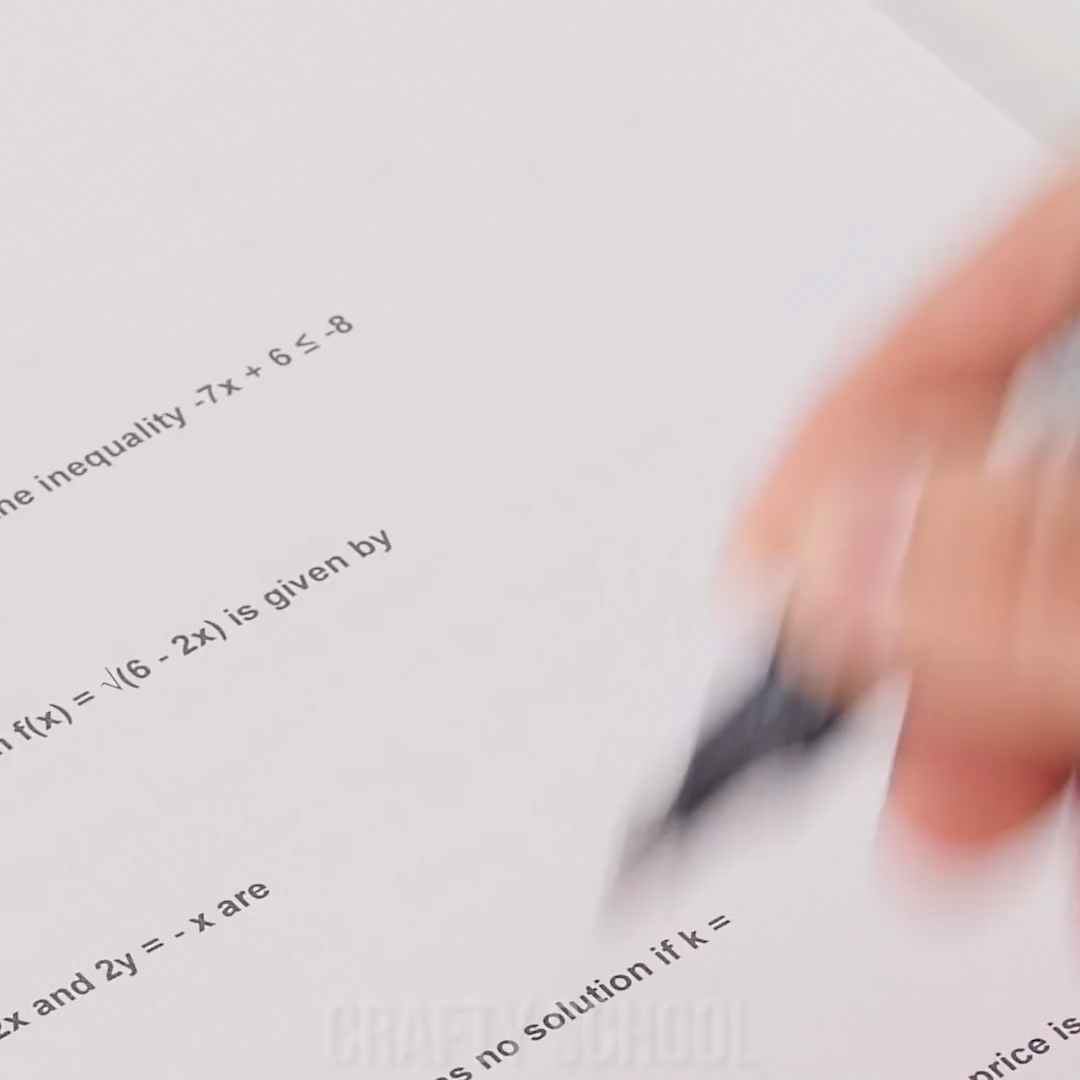 inequality -7x + 6 ≤ -8
f(x) = √(6 - 2x) is given by
2x and 2y = - x are
no solution if k =
price is
CRAFTY SCHOOL